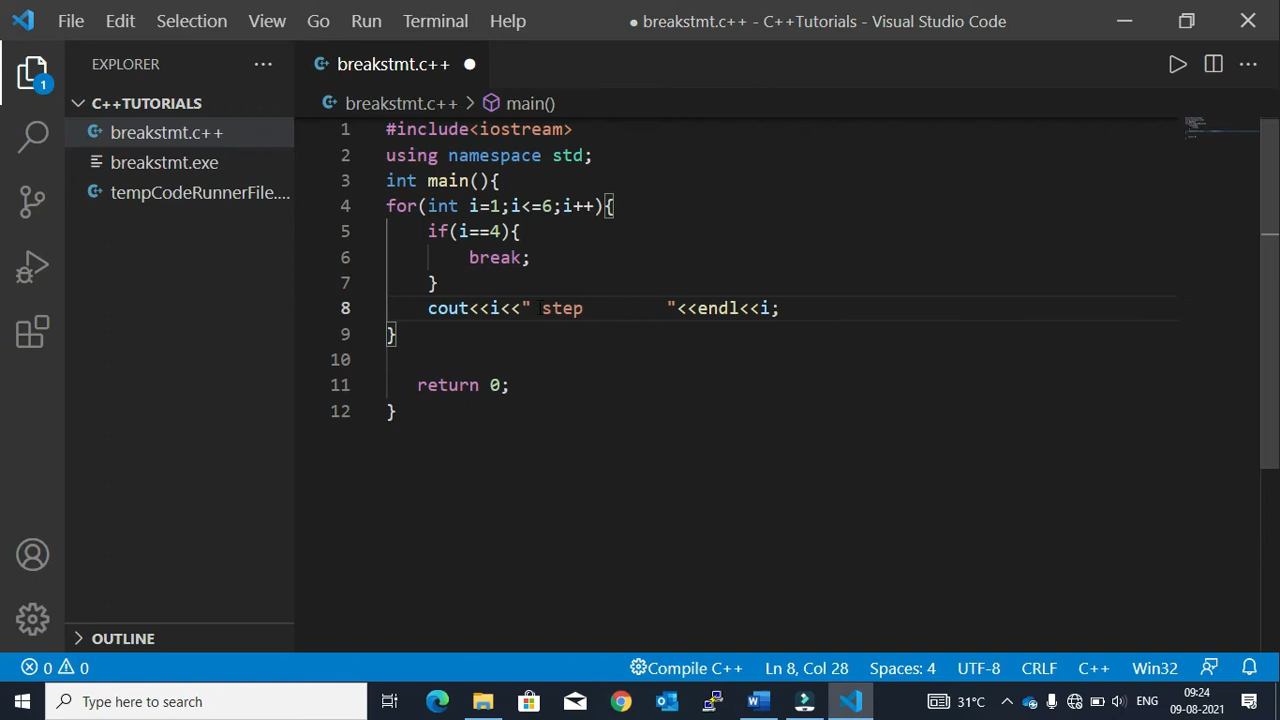 File Edit Selection View Go Run Terminal Help ● breakstmt.c++ - C++Tutorials - Visual Studio Code
EXPLORER ···
breakstmt.c++ ●
C++TUTORIALS
breakstmt.c++ > main()
breakstmt.c++
breakstmt.exe
tempCodeRunnerFile....
1 #include<iostream>
2 using namespace std;
3 int main(){
4 for(int i=1;i<=6;i++){
5     if(i==4){
6         break;
7     }
8     cout<<i<<" step        "<<endl<<i;
9 }
10
11    return 0;
12 }
1
OUTLINE
0 0 Compile C++ Ln 8, Col 28 Spaces: 4 UTF-8 CRLF C++ Win32
Type here to search 31°C ENG 09:24
09-08-2021